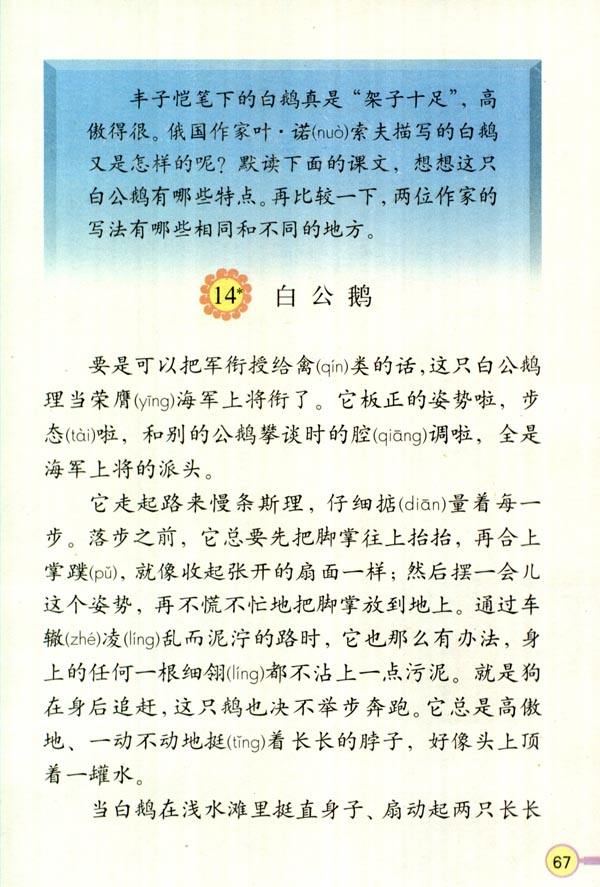 丰子恺笔下的白鹅真是“架子十足”，高
傲得很。俄国作家叶·诺(nuò)索夫描写的白鹅
又是怎样的呢？默读下面的课文，想想这只
白公鹅有哪些特点。再比较一下，两位作家的
写法有哪些相同和不同的地方。
14* 白公鹅
要是可以把军衔授给禽(qín)类的话，这只白公鹅
理当荣膺(yīng)海军上将衔了。它板正的姿势啦，步
态(tài)啦，和别的公鹅攀谈时的腔(qiāng)调啦，全是
海军上将的派头。
它走起路来慢条斯理，仔细掂(diān)量着每一
步。落步之前，它总要先把脚掌往上抬抬，再合上
掌蹼(pǔ)，就像收起张开的扇面一样；然后摆一会儿
这个姿势，再不慌不忙地把脚掌放到地上。通过车
辙(zhé)凌(líng)乱而泥泞的路时，它也那么有办法，身
上的任何一根细翎(líng)都不沾上一点污泥。就是狗
在身后追赶，这只鹅也决不举步奔跑。它总是高傲
地、一动不动地挺(tǐng)着长长的脖子，好像头上顶
着一罐水。
当白鹅在浅水滩里挺直身子、扇动起两只长长
67